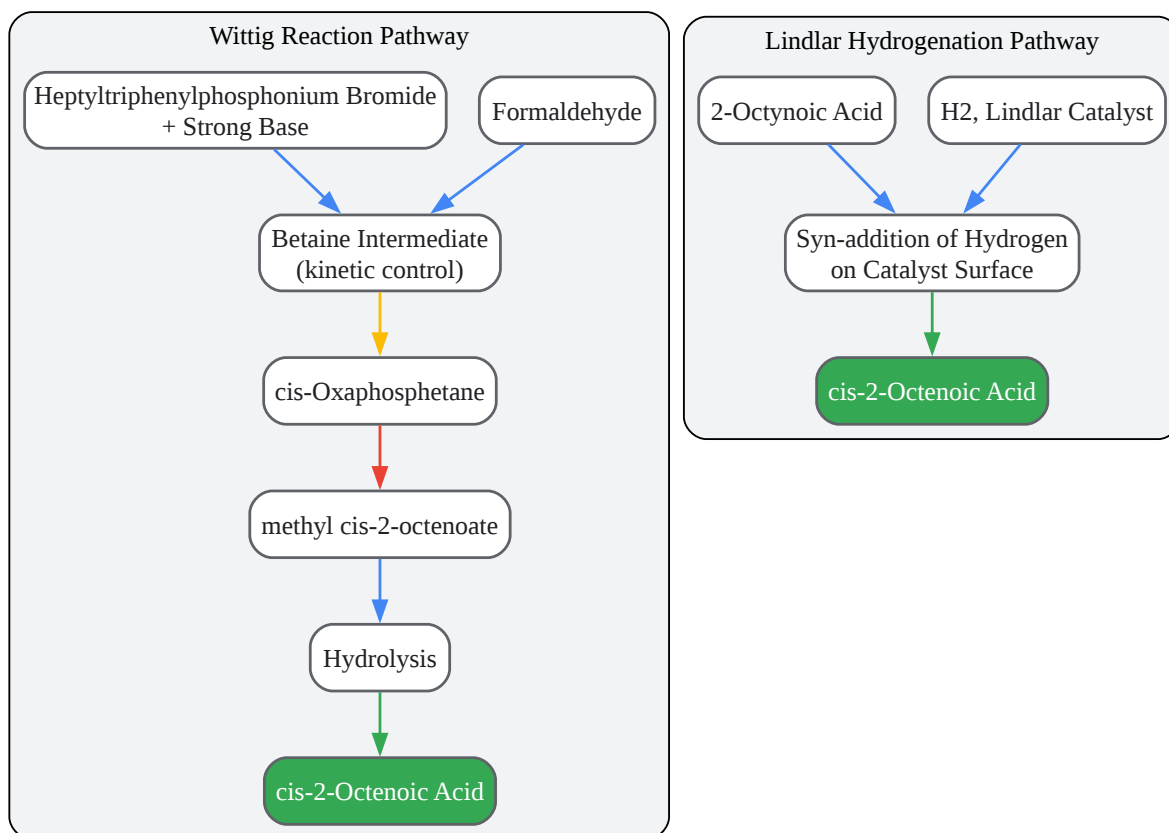 Wittig Reaction Pathway
Heptyltriphenylphosphonium Bromide
+ Strong Base
Formaldehyde
Betaine Intermediate
(kinetic control)
cis-Oxaphosphetane
methyl cis-2-octenoate
Hydrolysis
cis-2-Octenoic Acid
Lindlar Hydrogenation Pathway
2-Octynoic Acid
H2, Lindlar Catalyst
Syn-addition of Hydrogen
on Catalyst Surface
cis-2-Octenoic Acid